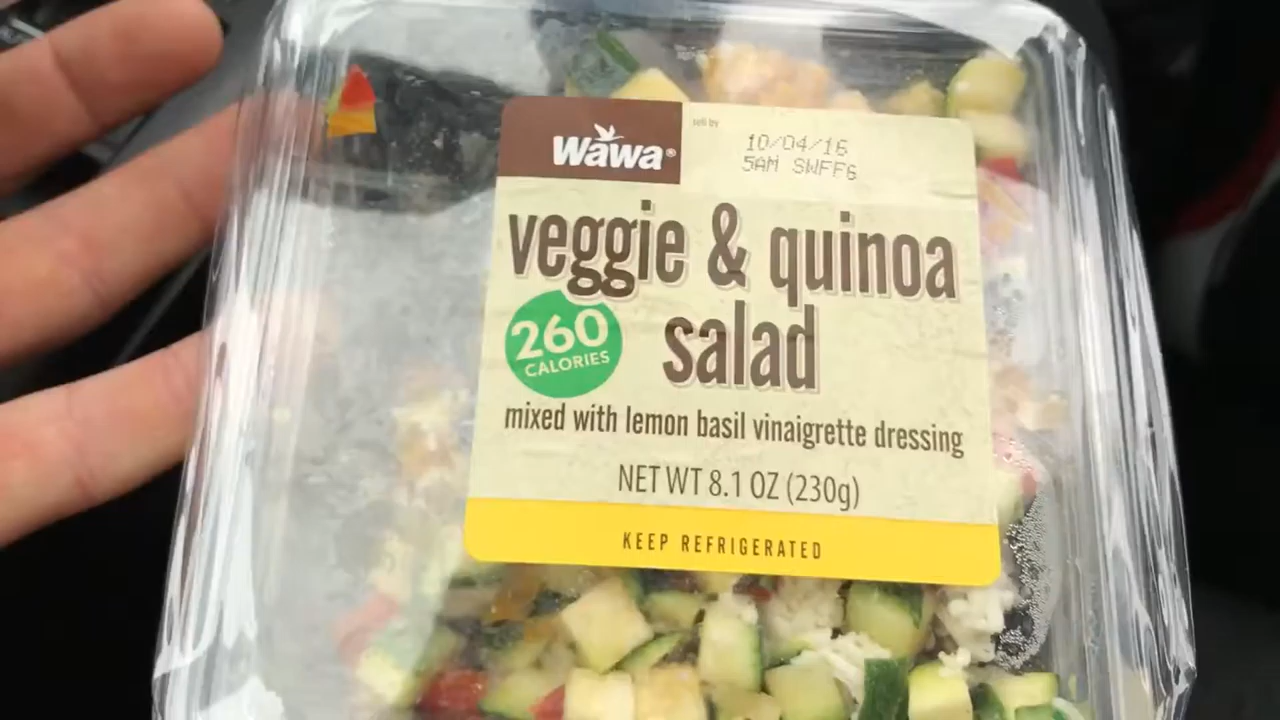 Wawa®
sell by
10/04/16
5AM SWFFG
veggie & quinoa
salad
260
CALORIES
mixed with lemon basil vinaigrette dressing
NET WT 8.1 OZ (230g)
KEEP REFRIGERATED